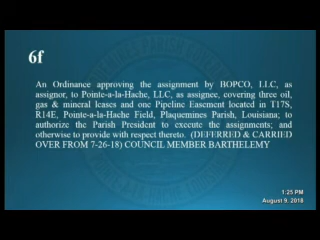 6f
An Ordinance approving the assignment by BOPCO, LLC, as
assignor, to Pointe-a-la-Hache, LLC, as assignee, covering three oil,
gas & mineral leases and one Pipeline Easement located in T17S,
R14E, Pointe-a-la-Hache Field, Plaquemines Parish, Louisiana; to
authorize the Parish President to execute the assignments; and
otherwise to provide with respect thereto. (DEFERRED & CARRIED
OVER FROM 7-26-18) COUNCIL MEMBER BARTHELEMY
1:25 PM
August 9, 2018